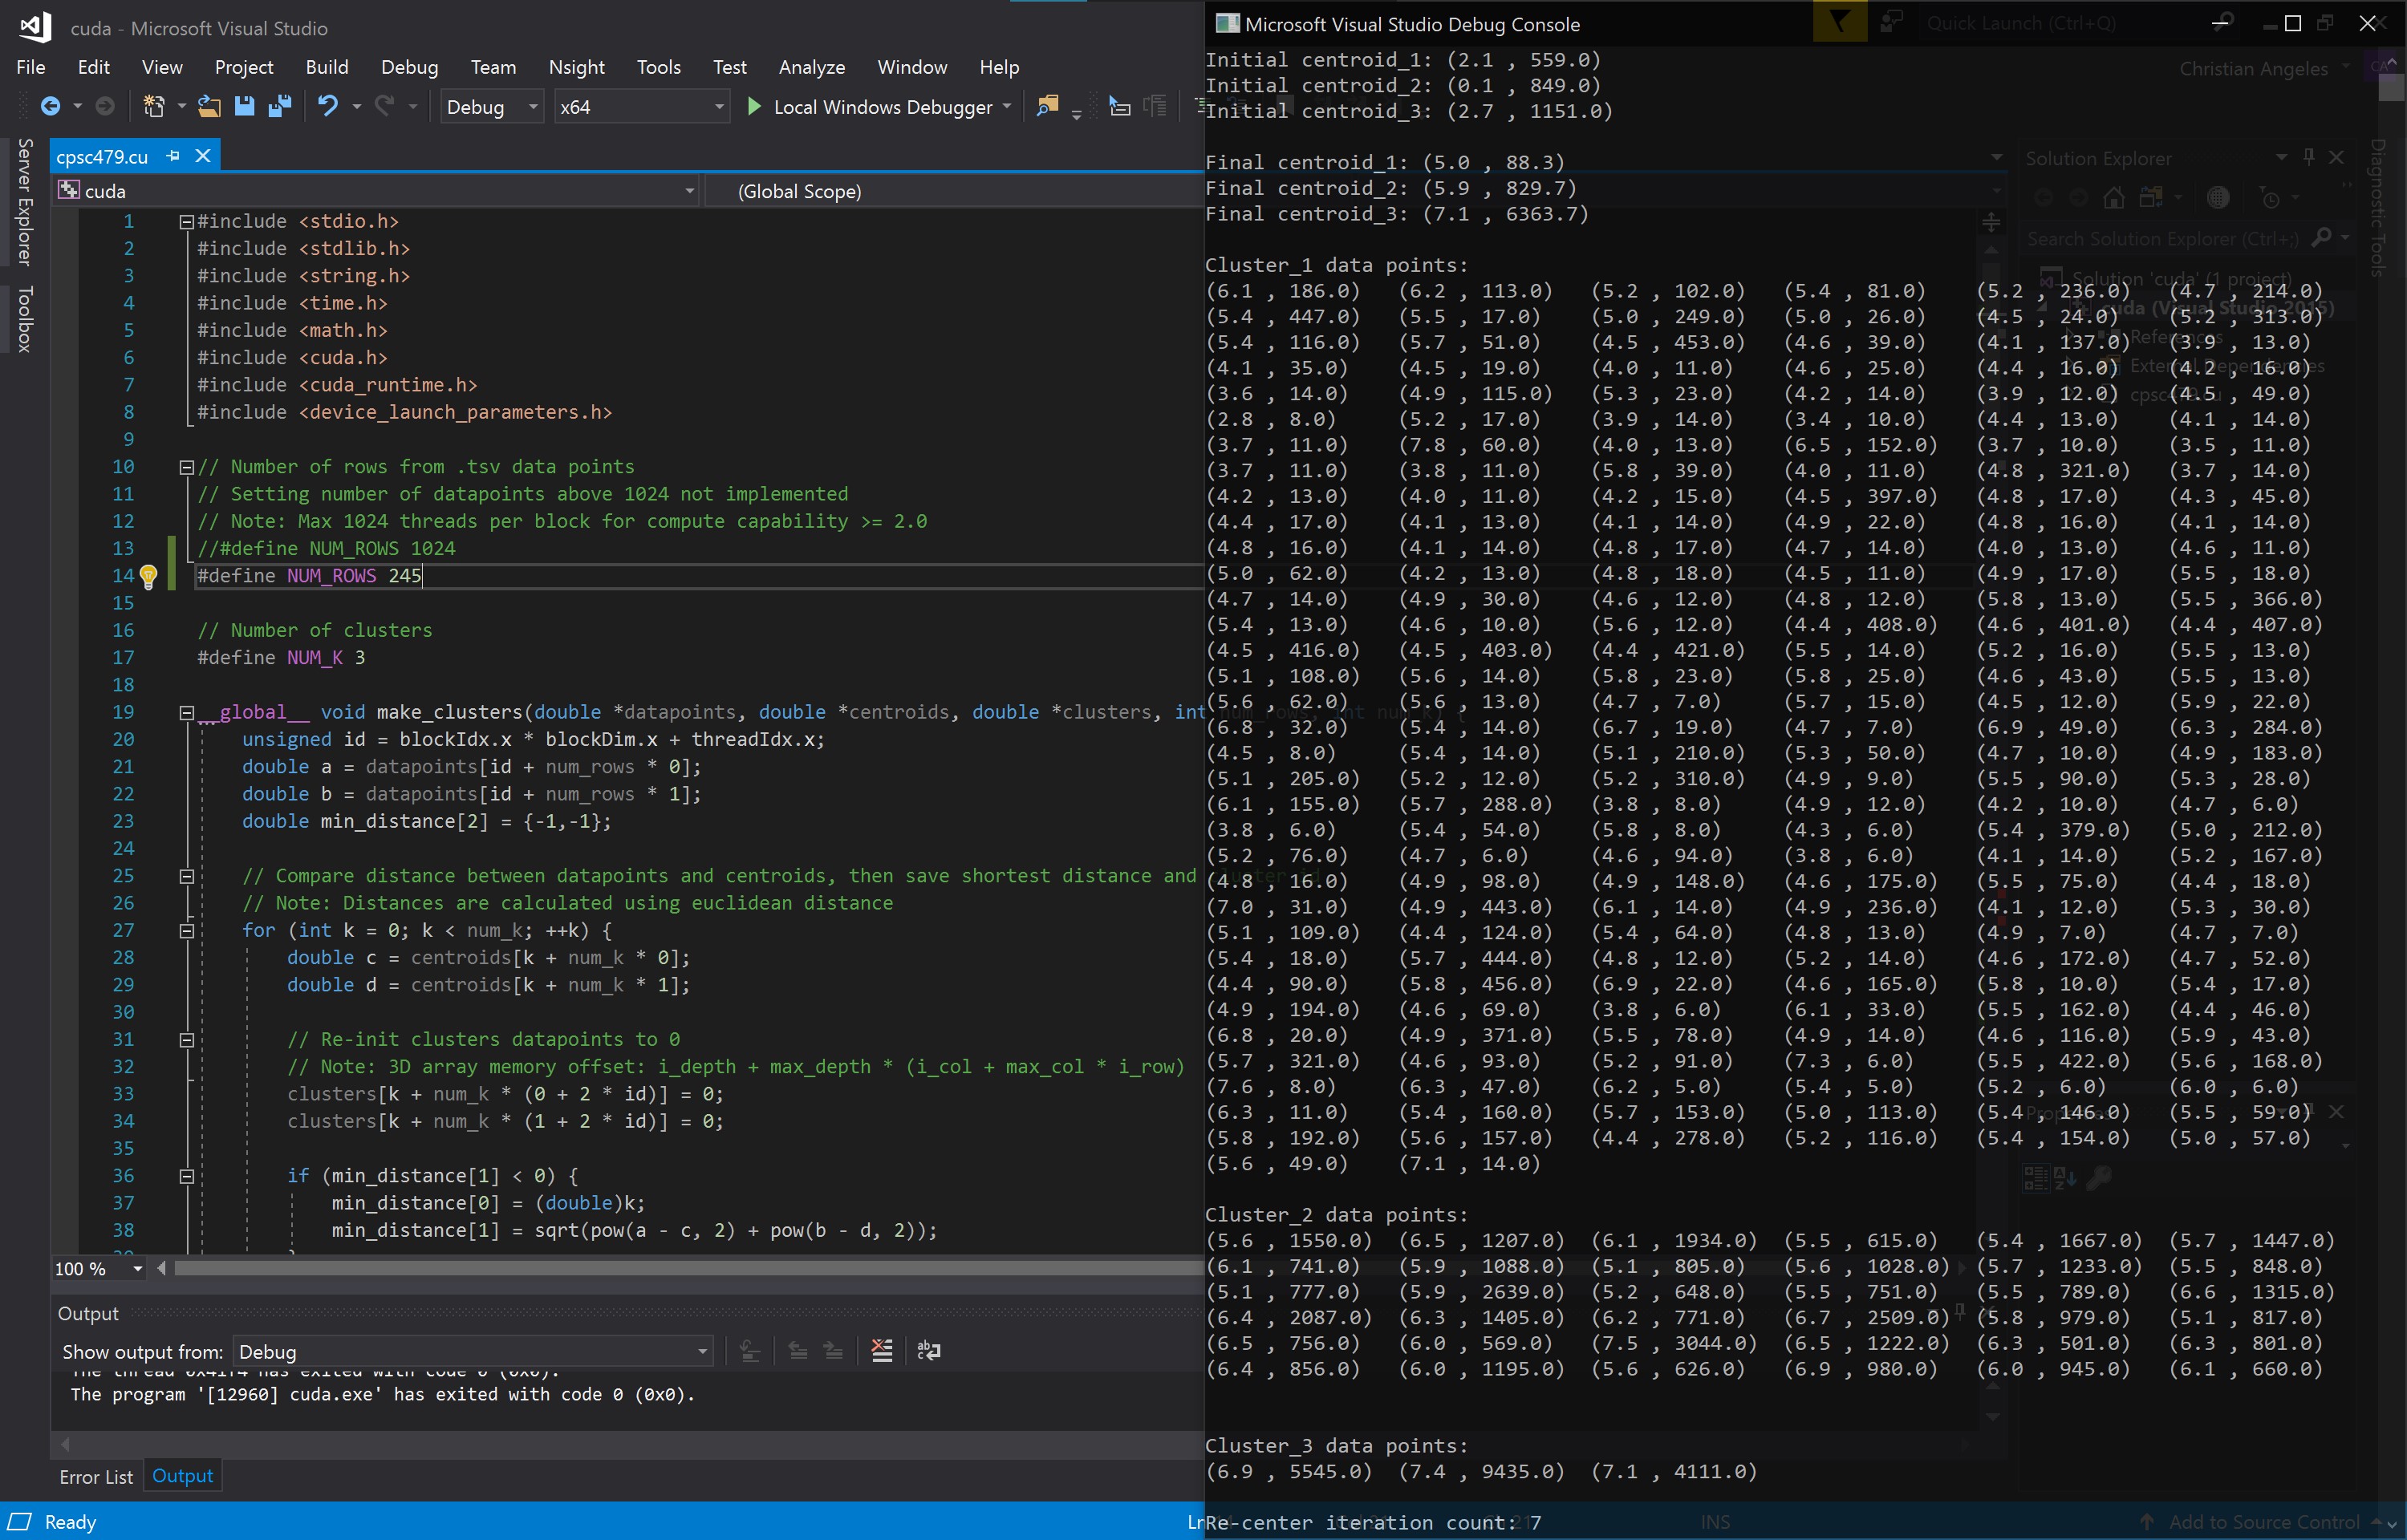 cuda - Microsoft Visual Studio
Quick Launch (Ctrl+Q)
File Edit View Project Build Debug Team Nsight Tools Test Analyze Window Help
Christian Angeles CA
Debug x64 Local Windows Debugger
Server Explorer
Toolbox
cpsc479.cu
cuda (Global Scope)
1 #include <stdio.h>
2 #include <stdlib.h>
3 #include <string.h>
4 #include <time.h>
5 #include <math.h>
6 #include <cuda.h>
7 #include <cuda_runtime.h>
8 #include <device_launch_parameters.h>
9
10 // Number of rows from .tsv data points
11 // Setting number of datapoints above 1024 not implemented
12 // Note: Max 1024 threads per block for compute capability >= 2.0
13 //#define NUM_ROWS 1024
14 #define NUM_ROWS 245
15
16 // Number of clusters
17 #define NUM_K 3
18
19 __global__ void make_clusters(double *datapoints, double *centroids, double *clusters, int num_rows, int num_k) {
20 unsigned id = blockIdx.x * blockDim.x + threadIdx.x;
21 double a = datapoints[id + num_rows * 0];
22 double b = datapoints[id + num_rows * 1];
23 double min_distance[2] = {-1,-1};
24
25 // Compare distance between datapoints and centroids, then save shortest distance and cluster
26 // Note: Distances are calculated using euclidean distance
27 for (int k = 0; k < num_k; ++k) {
28 double c = centroids[k + num_k * 0];
29 double d = centroids[k + num_k * 1];
30
31 // Re-init clusters datapoints to 0
32 // Note: 3D array memory offset: i_depth + max_depth * (i_col + max_col * i_row)
33 clusters[k + num_k * (0 + 2 * id)] = 0;
34 clusters[k + num_k * (1 + 2 * id)] = 0;
35
36 if (min_distance[1] < 0) {
37 min_distance[0] = (double)k;
38 min_distance[1] = sqrt(pow(a - c, 2) + pow(b - d, 2));
39 }
100 %
Output
Show output from: Debug
The thread 0x41f4 has exited with code 0 (0x0).
The program '[12960] cuda.exe' has exited with code 0 (0x0).
Error List Output
Ready
Microsoft Visual Studio Debug Console
Initial centroid_1: (2.1 , 559.0)
Initial centroid_2: (0.1 , 849.0)
Initial centroid_3: (2.7 , 1151.0)
Final centroid_1: (5.0 , 88.3)
Final centroid_2: (5.9 , 829.7)
Final centroid_3: (7.1 , 6363.7)
Cluster_1 data points:
(6.1 , 186.0) (6.2 , 113.0) (5.2 , 102.0) (5.4 , 81.0) (5.2 , 236.0) (4.7 , 214.0)
(5.4 , 447.0) (5.5 , 17.0) (5.0 , 249.0) (5.0 , 26.0) (4.5 , 24.0) (5.2 , 313.0)
(5.4 , 116.0) (5.7 , 51.0) (4.5 , 453.0) (4.6 , 39.0) (4.1 , 137.0) (3.9 , 13.0)
(4.1 , 35.0) (4.5 , 19.0) (4.0 , 11.0) (4.6 , 25.0) (4.4 , 16.0) (4.2 , 16.0)
(3.6 , 14.0) (4.9 , 115.0) (5.3 , 23.0) (4.2 , 14.0) (3.9 , 12.0) (4.5 , 49.0)
(2.8 , 8.0) (5.2 , 17.0) (3.9 , 14.0) (3.4 , 10.0) (4.4 , 13.0) (4.1 , 14.0)
(3.7 , 11.0) (7.8 , 60.0) (4.0 , 13.0) (6.5 , 152.0) (3.7 , 10.0) (3.5 , 11.0)
(3.7 , 11.0) (3.8 , 11.0) (5.8 , 39.0) (4.0 , 11.0) (4.8 , 321.0) (3.7 , 14.0)
(4.2 , 13.0) (4.0 , 11.0) (4.2 , 15.0) (4.5 , 397.0) (4.8 , 17.0) (4.3 , 45.0)
(4.4 , 17.0) (4.1 , 13.0) (4.1 , 14.0) (4.9 , 22.0) (4.8 , 16.0) (4.1 , 14.0)
(4.8 , 16.0) (4.1 , 14.0) (4.8 , 17.0) (4.7 , 14.0) (4.0 , 13.0) (4.6 , 11.0)
(5.0 , 62.0) (4.2 , 13.0) (4.8 , 18.0) (4.5 , 11.0) (4.9 , 17.0) (5.5 , 18.0)
(4.7 , 14.0) (4.9 , 30.0) (4.6 , 12.0) (4.8 , 12.0) (5.8 , 13.0) (5.5 , 366.0)
(5.4 , 13.0) (4.6 , 10.0) (5.6 , 12.0) (4.4 , 408.0) (4.6 , 401.0) (4.4 , 407.0)
(4.5 , 416.0) (4.5 , 403.0) (4.4 , 421.0) (5.5 , 14.0) (5.2 , 16.0) (5.5 , 13.0)
(5.1 , 108.0) (5.6 , 14.0) (5.8 , 23.0) (5.8 , 25.0) (4.6 , 43.0) (5.5 , 13.0)
(5.6 , 62.0) (5.6 , 13.0) (4.7 , 7.0) (5.7 , 15.0) (4.5 , 12.0) (5.9 , 22.0)
(6.8 , 32.0) (5.4 , 14.0) (6.7 , 19.0) (4.7 , 7.0) (6.9 , 49.0) (6.3 , 284.0)
(4.5 , 8.0) (5.4 , 14.0) (5.1 , 210.0) (5.3 , 50.0) (4.7 , 10.0) (4.9 , 183.0)
(5.1 , 205.0) (5.2 , 12.0) (5.2 , 310.0) (4.9 , 9.0) (5.5 , 90.0) (5.3 , 28.0)
(6.1 , 155.0) (5.7 , 288.0) (3.8 , 8.0) (4.9 , 12.0) (4.2 , 10.0) (4.7 , 6.0)
(3.8 , 6.0) (5.4 , 54.0) (5.8 , 8.0) (4.3 , 6.0) (5.4 , 379.0) (5.0 , 212.0)
(5.2 , 76.0) (4.7 , 6.0) (4.6 , 94.0) (3.8 , 6.0) (4.1 , 14.0) (5.2 , 167.0)
(4.8 , 16.0) (4.9 , 98.0) (4.9 , 148.0) (4.6 , 175.0) (5.5 , 75.0) (4.4 , 18.0)
(7.0 , 31.0) (4.9 , 443.0) (6.1 , 14.0) (4.9 , 236.0) (4.1 , 12.0) (5.3 , 30.0)
(5.1 , 109.0) (4.4 , 124.0) (5.4 , 64.0) (4.8 , 13.0) (4.9 , 7.0) (4.7 , 7.0)
(5.4 , 18.0) (5.7 , 444.0) (4.8 , 12.0) (5.2 , 14.0) (4.6 , 172.0) (4.7 , 52.0)
(4.4 , 90.0) (5.8 , 456.0) (6.9 , 22.0) (4.6 , 165.0) (5.8 , 10.0) (5.4 , 17.0)
(4.9 , 194.0) (4.6 , 69.0) (3.8 , 6.0) (6.1 , 33.0) (5.5 , 162.0) (4.4 , 46.0)
(6.8 , 20.0) (4.9 , 371.0) (5.5 , 78.0) (4.9 , 14.0) (4.6 , 116.0) (5.9 , 43.0)
(5.7 , 321.0) (4.6 , 93.0) (5.2 , 91.0) (7.3 , 6.0) (5.5 , 422.0) (5.6 , 168.0)
(7.6 , 8.0) (6.3 , 47.0) (6.2 , 5.0) (5.4 , 5.0) (5.2 , 6.0) (6.0 , 6.0)
(6.3 , 11.0) (5.4 , 160.0) (5.7 , 153.0) (5.0 , 113.0) (5.4 , 146.0) (5.5 , 59.0)
(5.8 , 192.0) (5.6 , 157.0) (4.4 , 278.0) (5.2 , 116.0) (5.4 , 154.0) (5.0 , 57.0)
(5.6 , 49.0) (7.1 , 14.0)
Cluster_2 data points:
(5.6 , 1550.0) (6.5 , 1207.0) (6.1 , 1934.0) (5.5 , 615.0) (5.4 , 1667.0) (5.7 , 1447.0)
(6.1 , 741.0) (5.9 , 1088.0) (5.1 , 805.0) (5.6 , 1028.0) (5.7 , 1233.0) (5.5 , 848.0)
(5.1 , 777.0) (5.9 , 2639.0) (5.2 , 648.0) (5.5 , 751.0) (5.5 , 789.0) (6.6 , 1315.0)
(6.4 , 2087.0) (6.3 , 1405.0) (6.2 , 771.0) (6.7 , 2509.0) (5.8 , 979.0) (5.1 , 817.0)
(6.5 , 756.0) (6.0 , 569.0) (7.5 , 3044.0) (6.5 , 1222.0) (6.3 , 501.0) (6.3 , 801.0)
(6.4 , 856.0) (6.0 , 1195.0) (5.6 , 626.0) (6.9 , 980.0) (6.0 , 945.0) (6.1 , 660.0)
Cluster_3 data points:
(6.9 , 5545.0) (7.4 , 9435.0) (7.1 , 4111.0)
Re-center iteration count: 7
Solution Explorer
Search Solution Explorer (Ctrl+;)
Solution 'cuda' (1 project)
cuda (Visual Studio 2015)
References
External Dependencies
cpsc479.cu
Diagnostic Tools
Properties
INS
Add to Source Control